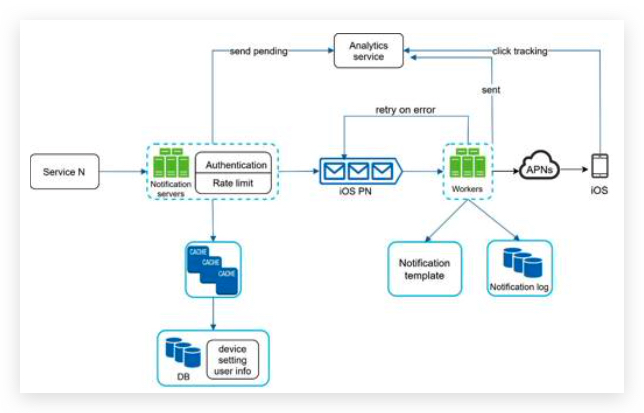 Analytics
service
send pending
click tracking
sent
retry on error
Service N
Notification
servers
Authentication
Rate limit
iOS PN
Workers
APNs
iOS
CACHE
CACHE
CACHE
Notification
template
Notification log
DB
device
setting
user info